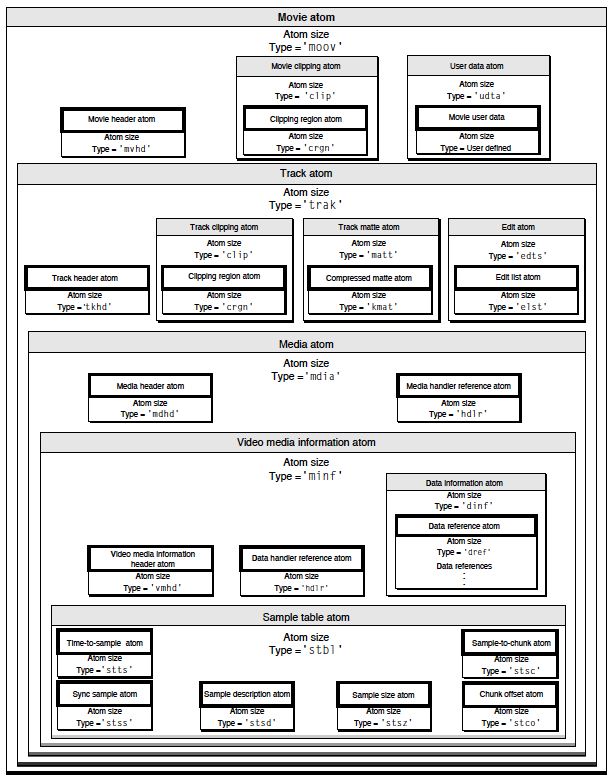 Movie atom
Atom size
Type = 'moov'
Movie clipping atom
Atom size
Type = 'clip'
Clipping region atom
Atom size
Type = 'crgn'
User data atom
Atom size
Type = 'udta'
Movie user data
Atom size
Type = User defined
Movie header atom
Atom size
Type = 'mvhd'
Track atom
Atom size
Type = 'trak'
Track clipping atom
Atom size
Type = 'clip'
Clipping region atom
Atom size
Type = 'crgn'
Track matte atom
Atom size
Type = 'matt'
Compressed matte atom
Atom size
Type = 'kmat'
Edit atom
Atom size
Type = 'edts'
Edit list atom
Atom size
Type = 'elst'
Track header atom
Atom size
Type = 'tkhd'
Media atom
Atom size
Type = 'mdia'
Media header atom
Atom size
Type = 'mdhd'
Media handler reference atom
Atom size
Type = 'hdlr'
Video media information atom
Atom size
Type = 'minf'
Data information atom
Atom size
Type = 'dinf'
Data reference atom
Atom size
Type = 'dref'
Data references
.
.
.
Video media information
header atom
Atom size
Type = 'vmhd'
Data handler reference atom
Atom size
Type = 'hdlr'
Sample table atom
Atom size
Type = 'stbl'
Time-to-sample atom
Atom size
Type = 'stts'
Sample-to-chunk atom
Atom size
Type = 'stsc'
Sync sample atom
Atom size
Type = 'stss'
Sample description atom
Atom size
Type = 'stsd'
Sample size atom
Atom size
Type = 'stsz'
Chunk offset atom
Atom size
Type = 'stco'